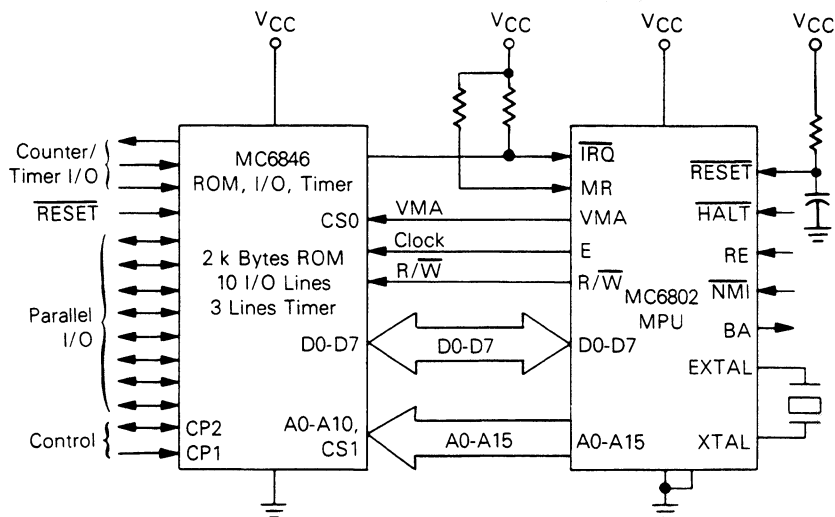 VCC
VCC
VCC
VCC
Counter/
Timer I/O
RESET
Parallel
I/O
Control
MC6846
ROM, I/O, Timer
CS0
2 k Bytes ROM
10 I/O Lines
3 Lines Timer
D0-D7
A0-A10,
CS1
CP2
CP1
VMA
Clock
R/W
D0-D7
A0-A15
IRQ
MR
VMA
E
R/W
MC6802
MPU
D0-D7
A0-A15
RESET
HALT
RE
NMI
BA
EXTAL
XTAL